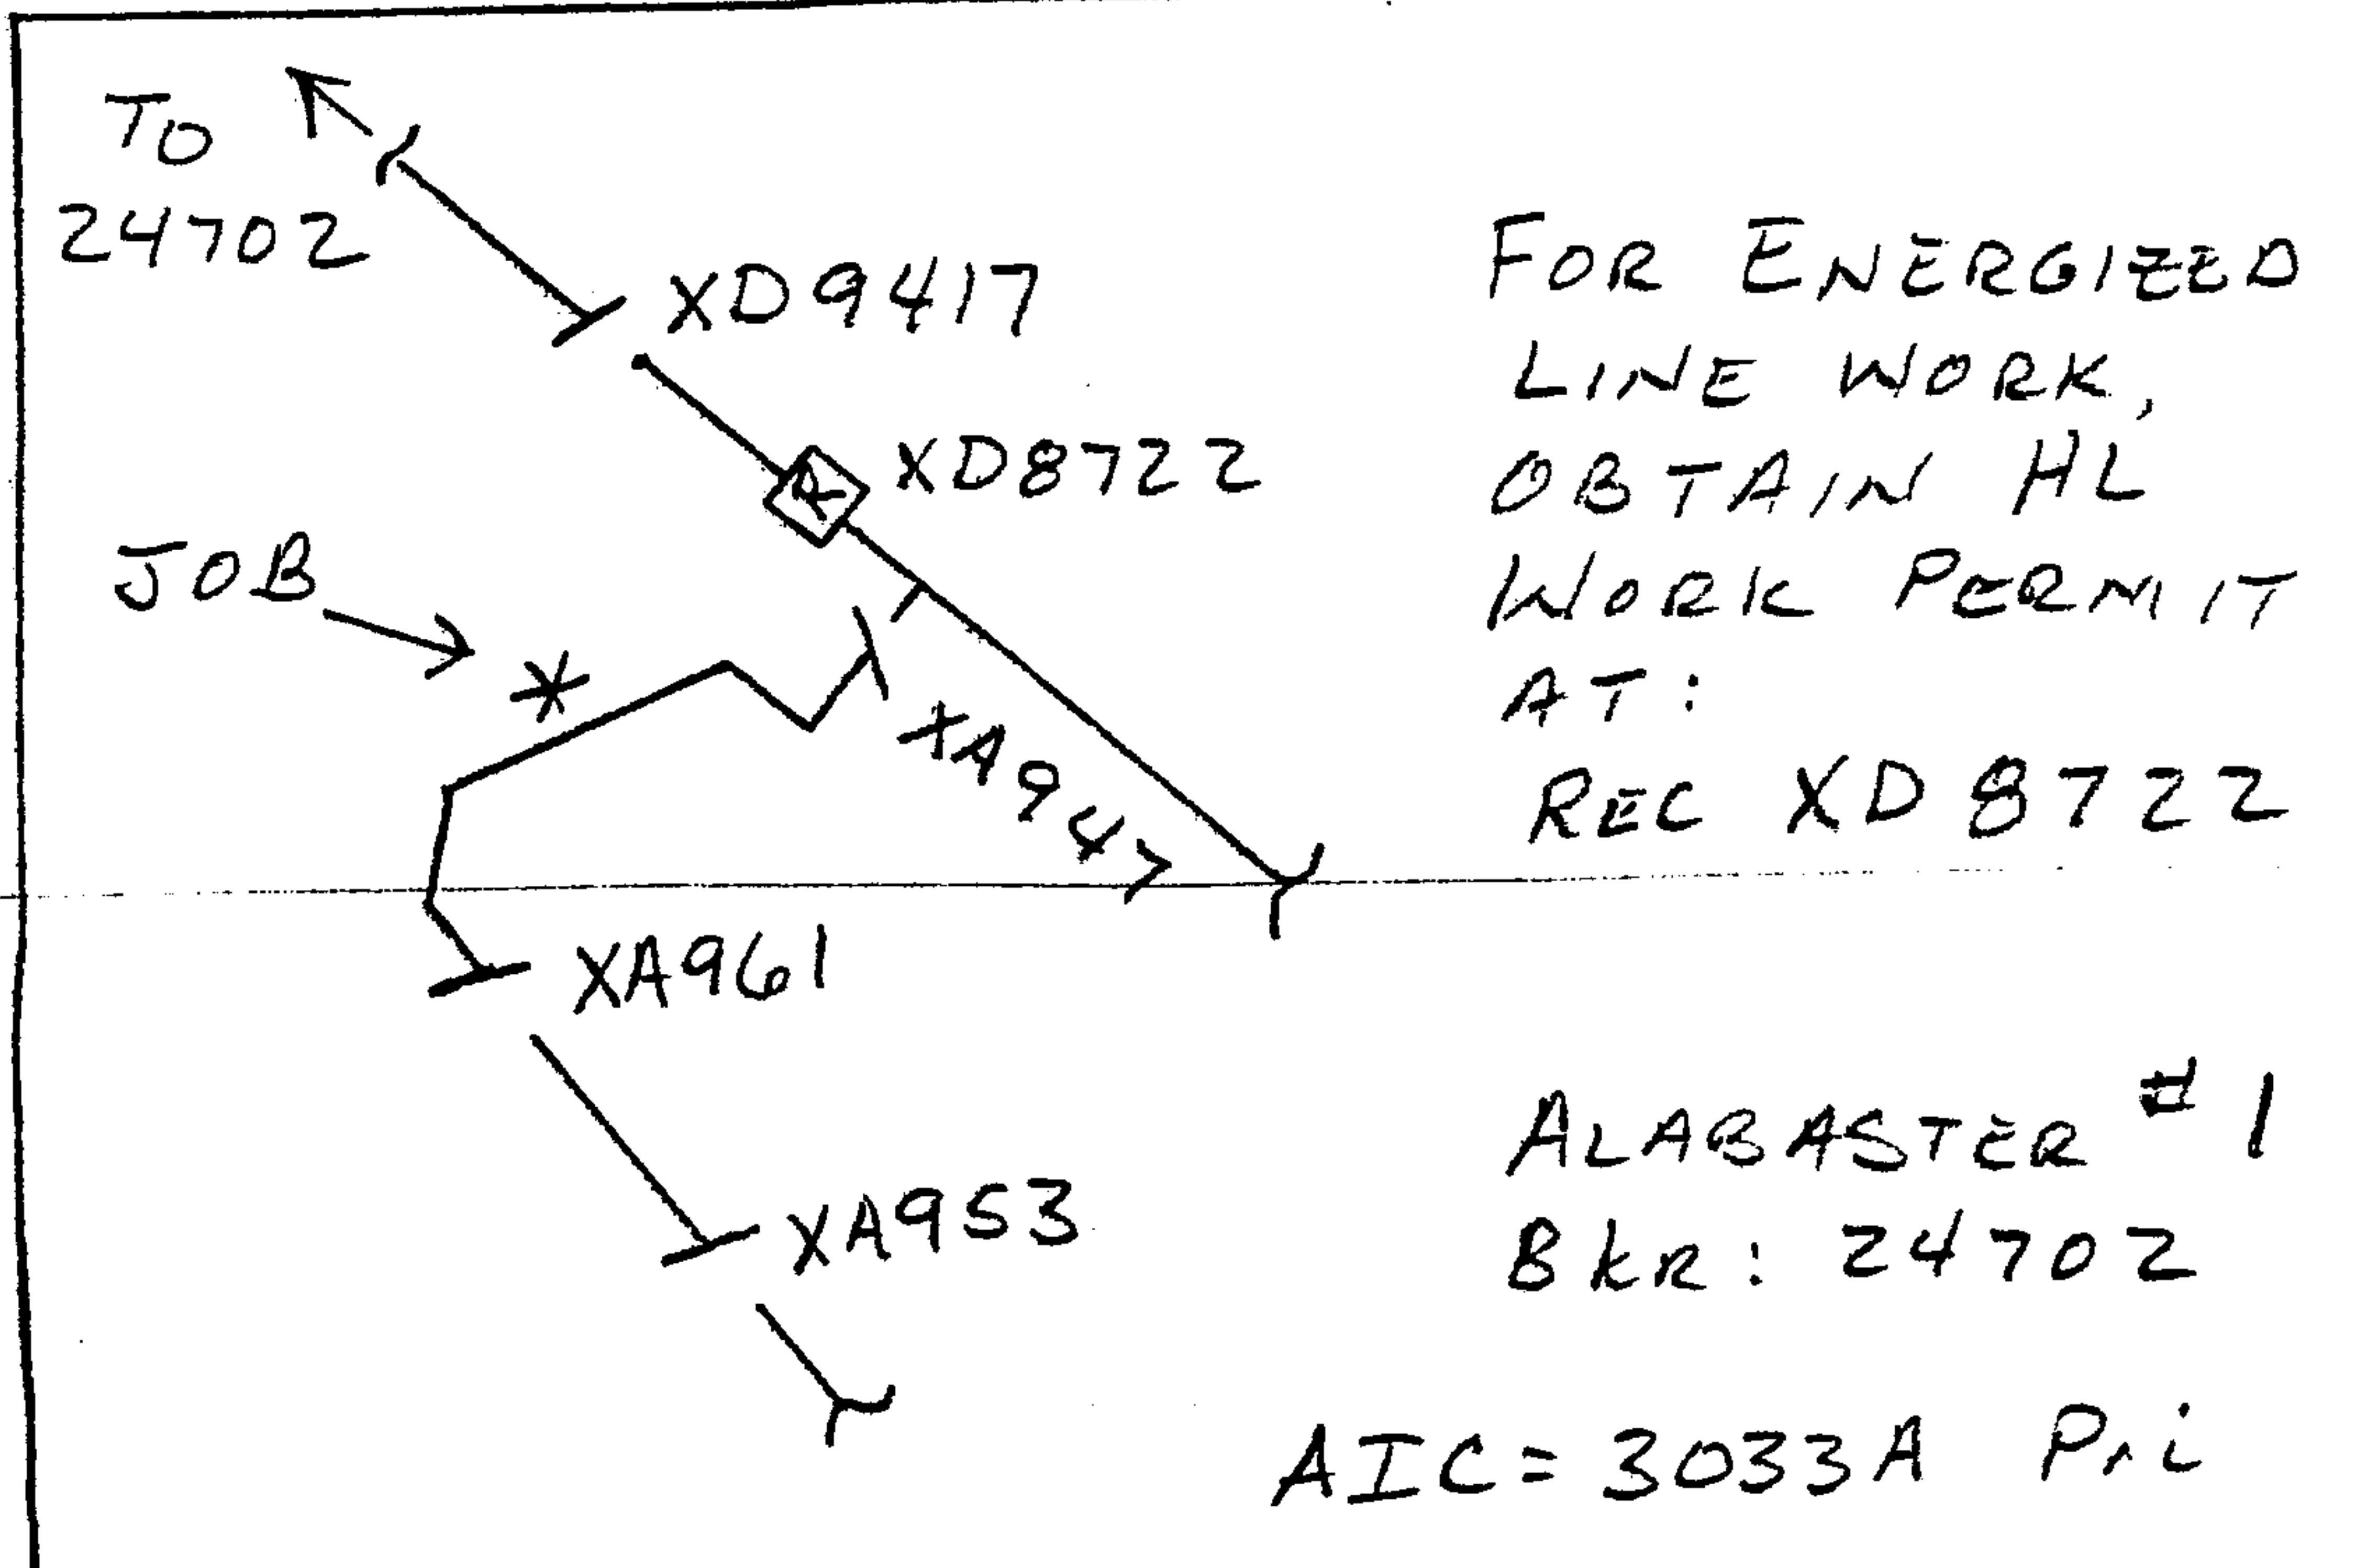 TO
24702
XD9417
R
XD8722
JOB
*
XA947
XA961
XA953
FOR ENERGIZED
LINE WORK,
OBTAIN HL
WORK PERMIT
AT:
REC XD8722
ALABASTER #1
BkR: 24702
AIC=3033A Pri